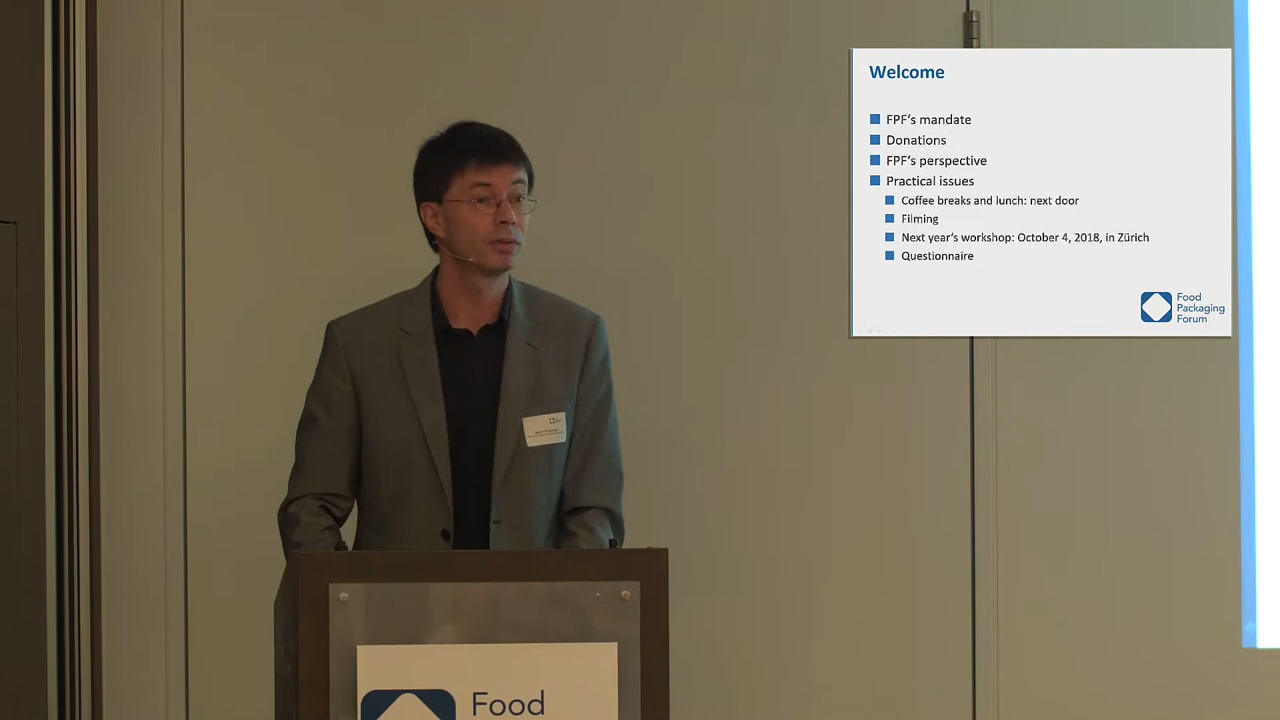 Welcome
FPF's mandate
Donations
FPF's perspective
Practical issues
Coffee breaks and lunch: next door
Filming
Next year's workshop: October 4, 2018, in Zürich
Questionnaire
Food
Packaging
Forum
Food